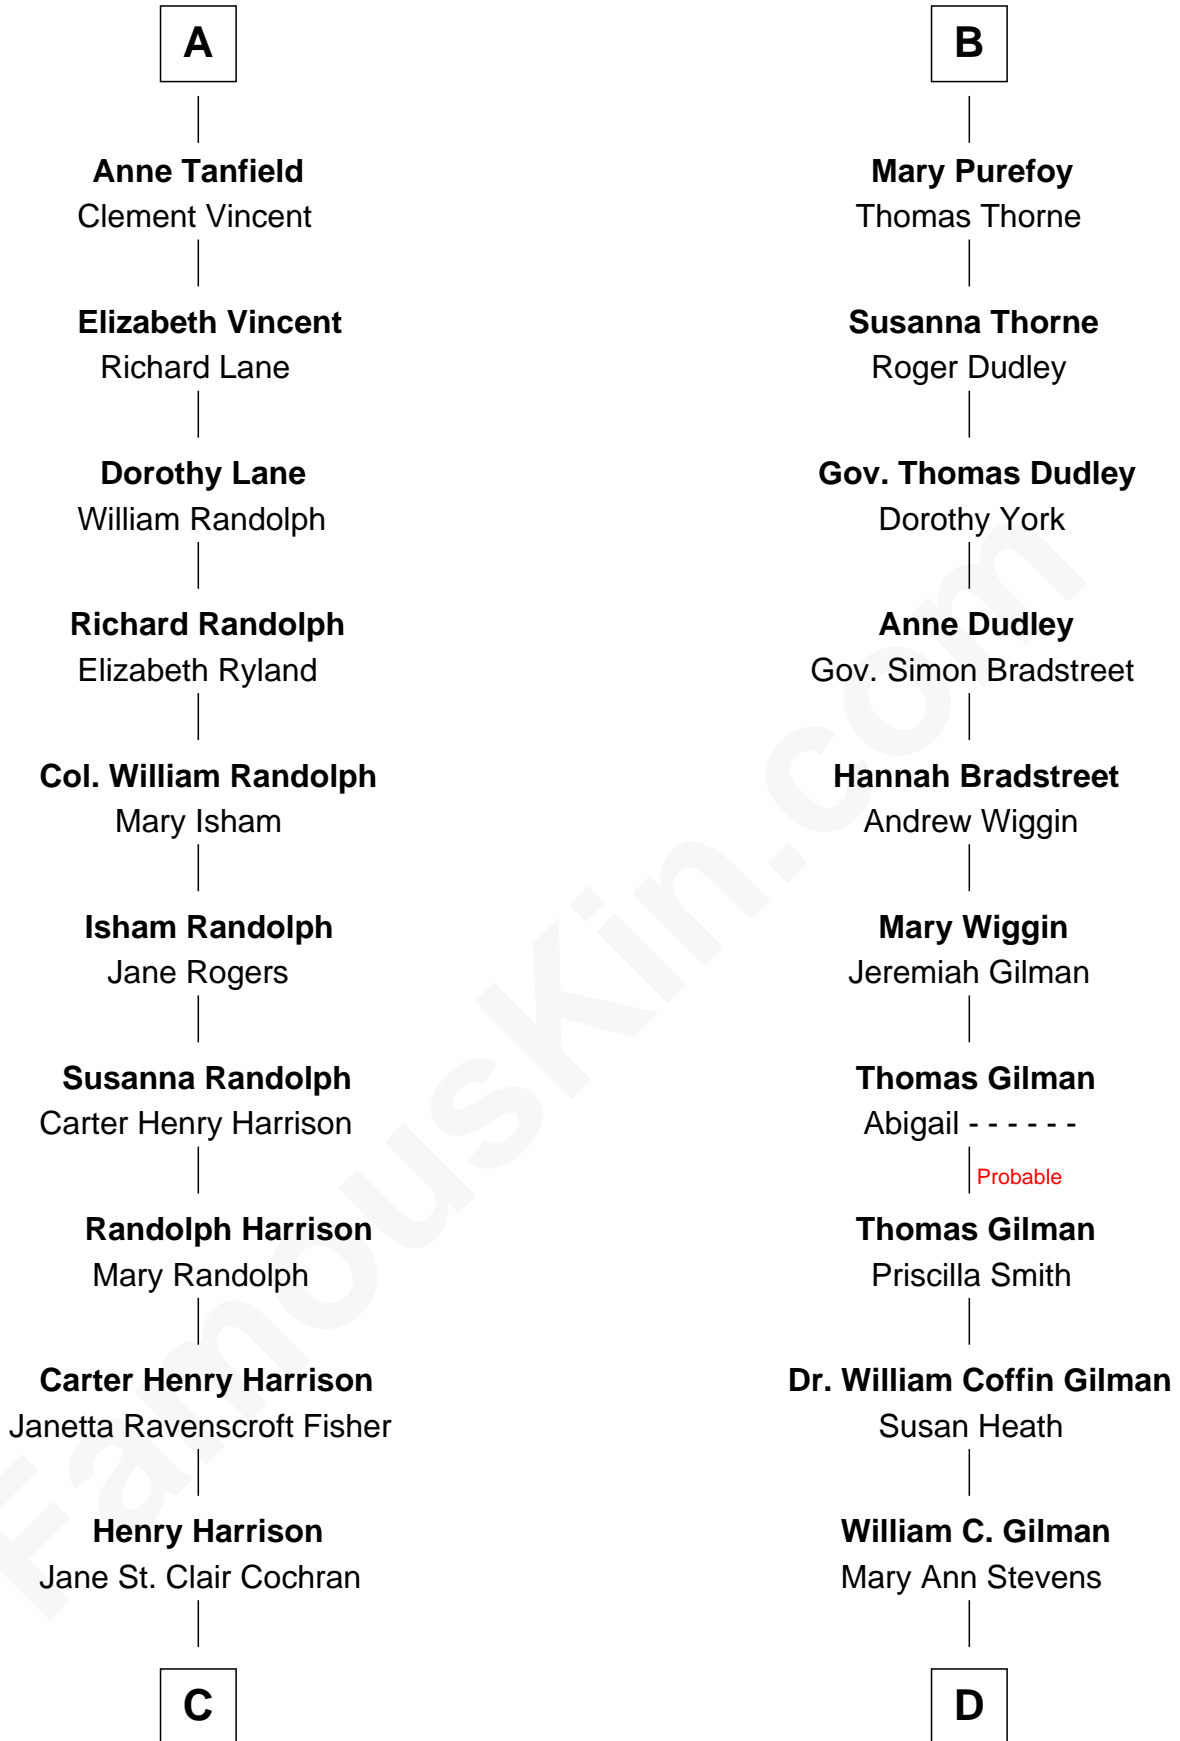 A
Anne Tanfield
Clement Vincent
Elizabeth Vincent
Richard Lane
Dorothy Lane
William Randolph
Richard Randolph
Elizabeth Ryland
Col. William Randolph
Mary Isham
Isham Randolph
Jane Rogers
Susanna Randolph
Carter Henry Harrison
Randolph Harrison
Mary Randolph
Carter Henry Harrison
Janetta Ravenscroft Fisher
Henry Harrison
Jane St. Clair Cochran
C
B
Mary Purefoy
Thomas Thorne
Susanna Thorne
Roger Dudley
Gov. Thomas Dudley
Dorothy York
Anne Dudley
Gov. Simon Bradstreet
Hannah Bradstreet
Andrew Wiggin
Mary Wiggin
Jeremiah Gilman
Thomas Gilman
Abigail - - - - - -
Probable
Thomas Gilman
Priscilla Smith
Dr. William Coffin Gilman
Susan Heath
William C. Gilman
Mary Ann Stevens
D
FamousKin.com